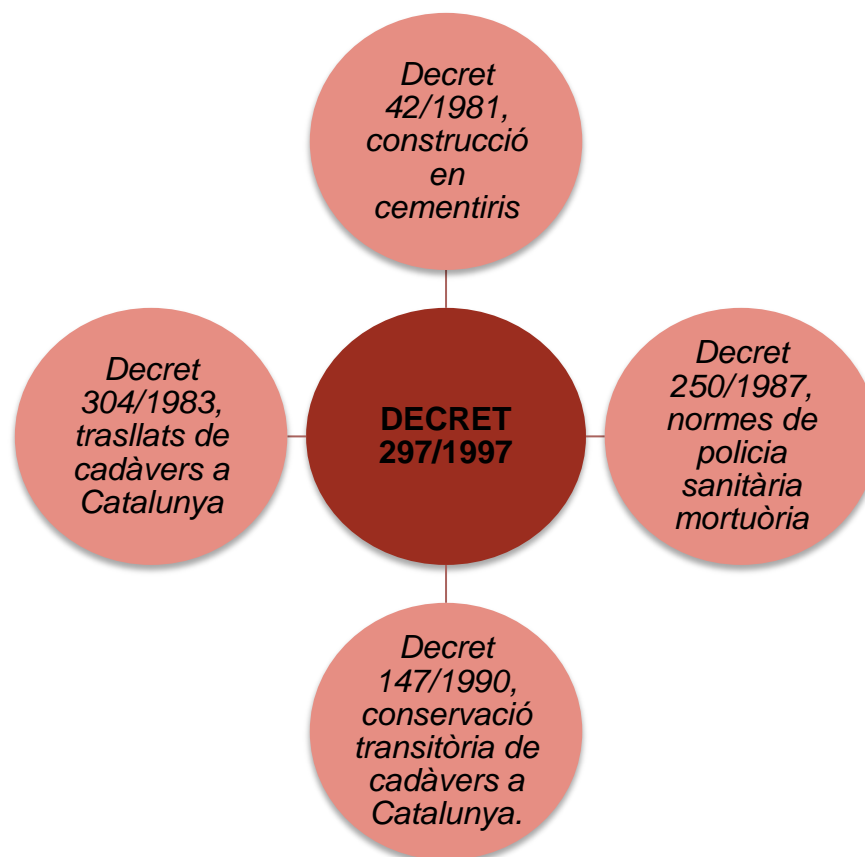 Decret
42/1981,
construcció
en
cementiris
Decret
304/1983,
trasllats de
cadàvers a
Catalunya
DECRET
297/1997
Decret
250/1987,
normes de
policia
sanitària
mortuòria
Decret
147/1990,
conservació
transitòria de
cadàvers a
Catalunya.